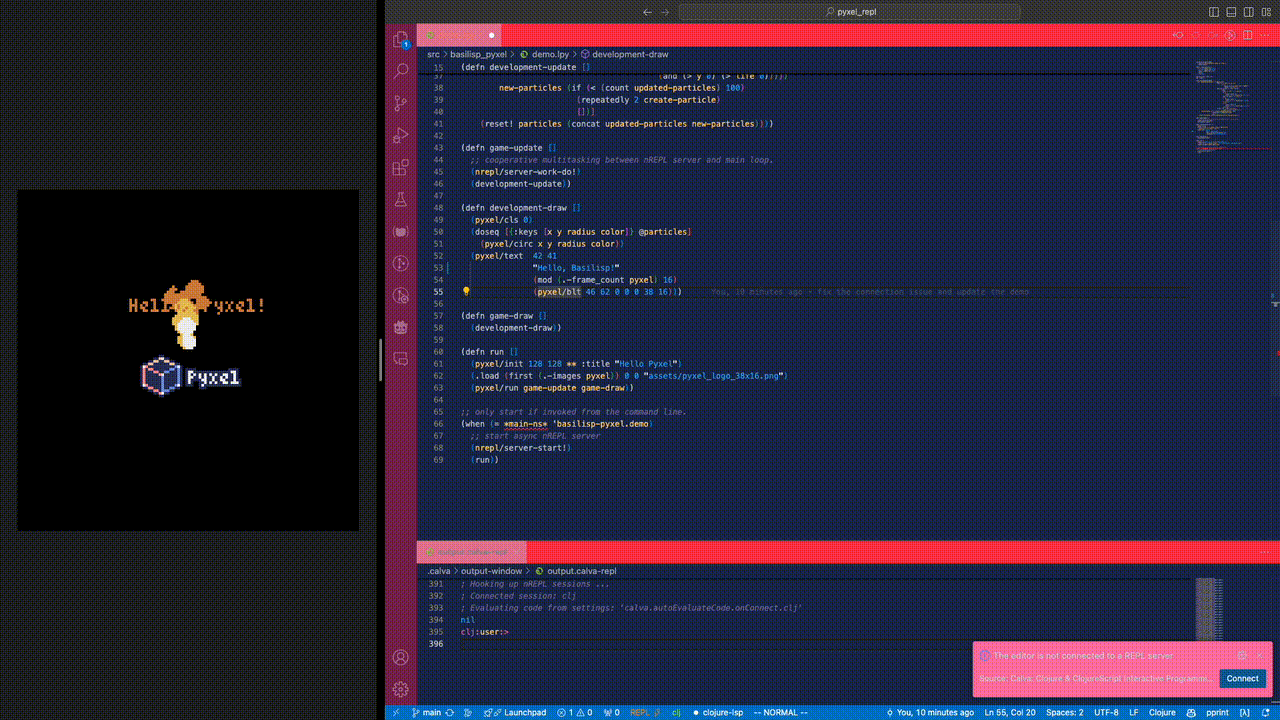 pyxel_repl
src > basilisp_pyxel > demo.lpy > development-draw
15 (defn development-update []
37 (and (> y 0) (> life 0)))))
38 new-particles (if (< (count updated-particles) 100)
39 (repeatedly 2 create-particle)
40 [])]
41 (reset! particles (concat updated-particles new-particles))))
42
43 (defn game-update []
44 ;; cooperative multitasking between nREPL server and main loop.
45 (nrepl/server-work-do!)
46 (development-update))
47
48 (defn development-draw []
49 (pyxel/cls 0)
50 (doseq [{:keys [x y radius color]} @particles]
51 (pyxel/circ x y radius color))
52 (pyxel/text 42 41
53 "Hello, Basilisp!"
54 (mod (.-frame_count pyxel) 16)
55 (pyxel/blt 46 62 0 0 0 38 16))) You, 10 minutes ago • fix the connection issue and update the demo
56
57 (defn game-draw []
58 (development-draw))
59
60 (defn run []
61 (pyxel/init 128 128 ** :title "Hello Pyxel")
62 (.load (first (.-images pyxel)) 0 0 "assets/pyxel_logo_38x16.png")
63 (pyxel/run game-update game-draw))
64
65 ;; only start if invoked from the command line.
66 (when (= *main-ns* 'basilisp-pyxel.demo)
67 ;; start async nREPL server
68 (nrepl/server-start!)
69 (run))
Pyxel
.calva > output-window > output.calva-repl
391 ; Hooking up nREPL sessions ...
392 ; Connected session: clj
393 ; Evaluating code from settings: 'calva.autoEvaluateCode.onConnect.clj'
394 nil
395 clj:user:>
396
The editor is not connected to a REPL server
Source: Calva: Clojure & ClojureScript Interactive Programmi...
Connect
main Launchpad 1 0 0 REPL clj clojure-lsp -- NORMAL -- You, 10 minutes ago Ln 55, Col 20 Spaces: 2 UTF-8 LF Clojure pprint [λ]